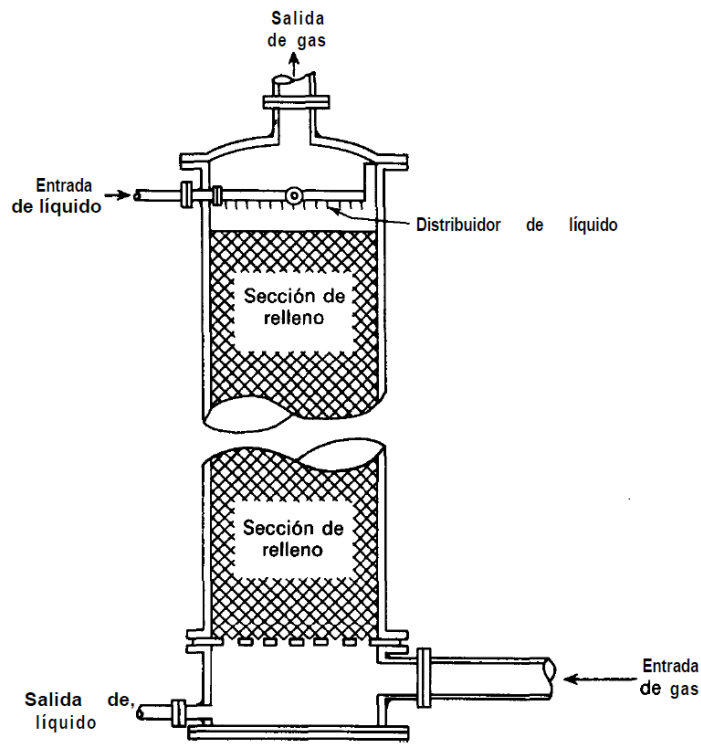 Salida
de gas
Entrada
de líquido
Distribuidor de líquido
Sección de
relleno
Sección de
relleno
Entrada
de gas
Salida de,
líquido